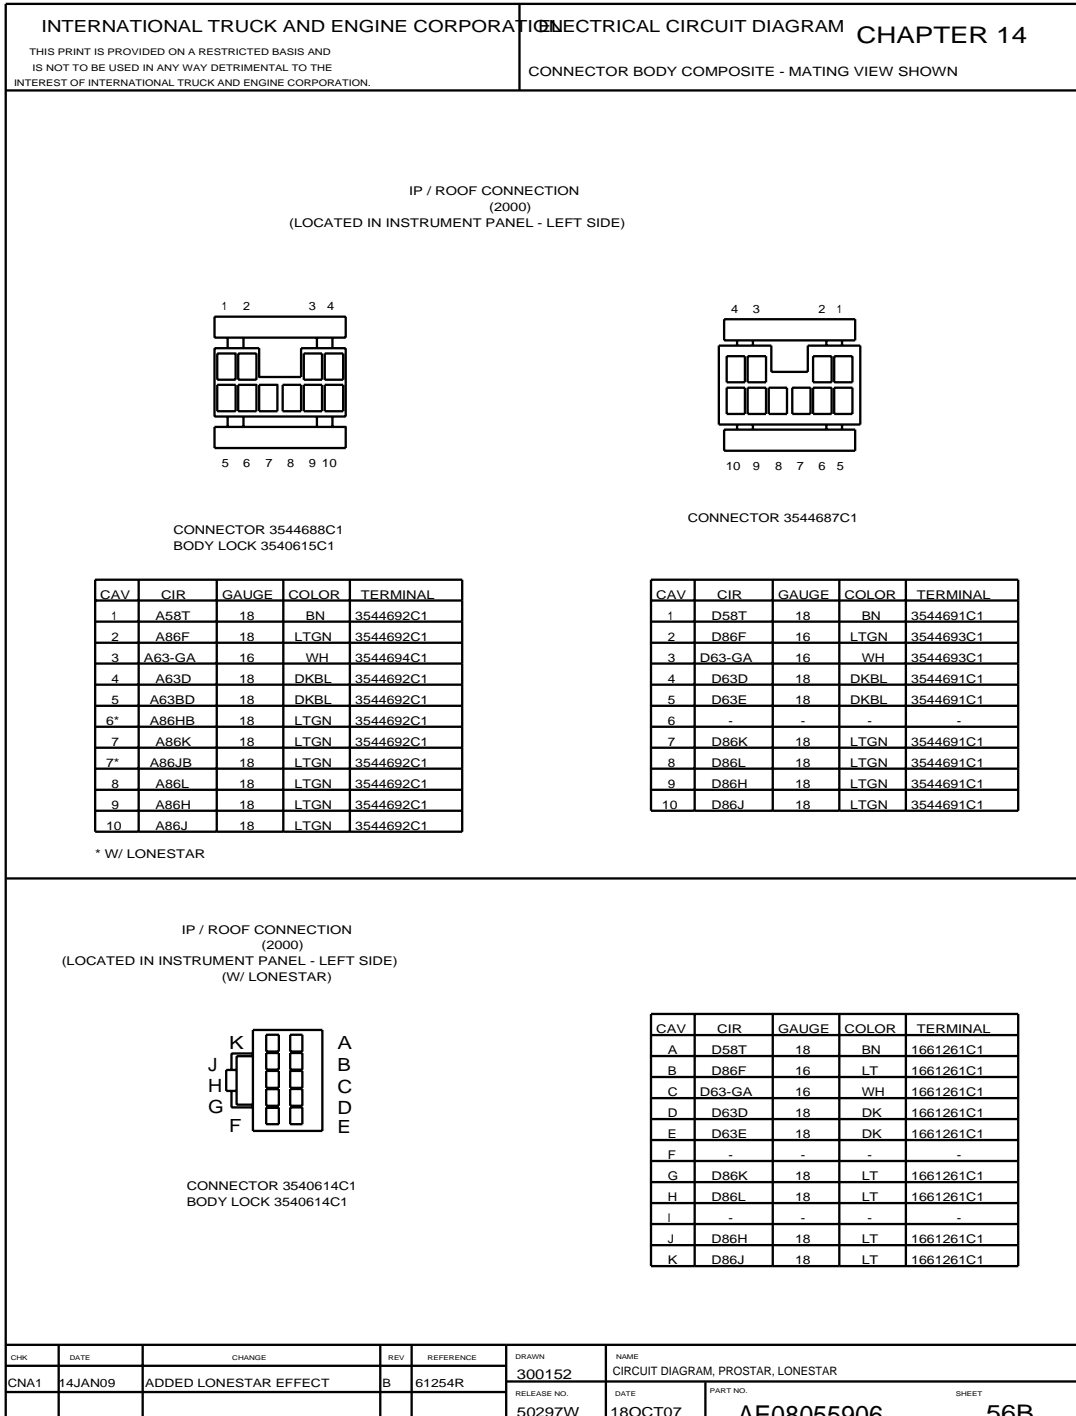 INTERNATIONAL TRUCK AND ENGINE CORPORATION
THIS PRINT IS PROVIDED ON A RESTRICTED BASIS AND
IS NOT TO BE USED IN ANY WAY DETRIMENTAL TO THE
INTEREST OF INTERNATIONAL TRUCK AND ENGINE CORPORATION.
ELECTRICAL CIRCUIT DIAGRAM CHAPTER 14
CONNECTOR BODY COMPOSITE - MATING VIEW SHOWN
IP / ROOF CONNECTION
(2000)
(LOCATED IN INSTRUMENT PANEL - LEFT SIDE)
1 2 3 4
5 6 7 8 9 10
CONNECTOR 3544688C1
BODY LOCK 3540615C1
CAV CIR GAUGE COLOR TERMINAL
1 A58T 18 BN 3544692C1
2 A86F 18 LTGN 3544692C1
3 A63-GA 16 WH 3544694C1
4 A63D 18 DKBL 3544692C1
5 A63BD 18 DKBL 3544692C1
6* A86HB 18 LTGN 3544692C1
7 A86K 18 LTGN 3544692C1
7* A86JB 18 LTGN 3544692C1
8 A86L 18 LTGN 3544692C1
9 A86H 18 LTGN 3544692C1
10 A86J 18 LTGN 3544692C1
* W/ LONESTAR
4 3 2 1
10 9 8 7 6 5
CONNECTOR 3544687C1
CAV CIR GAUGE COLOR TERMINAL
1 D58T 18 BN 3544691C1
2 D86F 16 LTGN 3544693C1
3 D63-GA 16 WH 3544693C1
4 D63D 18 DKBL 3544691C1
5 D63E 18 DKBL 3544691C1
6 - - - -
7 D86K 18 LTGN 3544691C1
8 D86L 18 LTGN 3544691C1
9 D86H 18 LTGN 3544691C1
10 D86J 18 LTGN 3544691C1
IP / ROOF CONNECTION
(2000)
(LOCATED IN INSTRUMENT PANEL - LEFT SIDE)
(W/ LONESTAR)
K A
J B
H C
G D
F E
CONNECTOR 3540614C1
BODY LOCK 3540614C1
CAV CIR GAUGE COLOR TERMINAL
A D58T 18 BN 1661261C1
B D86F 16 LT 1661261C1
C D63-GA 16 WH 1661261C1
D D63D 18 DK 1661261C1
E D63E 18 DK 1661261C1
F - - - -
G D86K 18 LT 1661261C1
H D86L 18 LT 1661261C1
I - - - -
J D86H 18 LT 1661261C1
K D86J 18 LT 1661261C1
CHK DATE CHANGE REV REFERENCE
CNA1 14JAN09 ADDED LONESTAR EFFECT B 61254R
DRAWN
300152
NAME
CIRCUIT DIAGRAM, PROSTAR, LONESTAR
RELEASE NO.
50297W
DATE
18OCT07
PART NO.
AF08055906
SHEET
56B